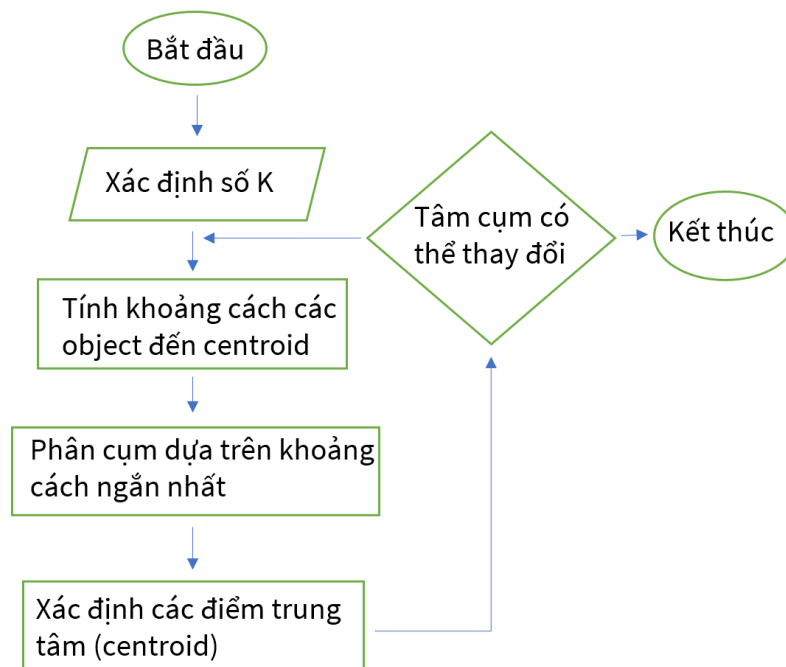 Bắt đầu
Xác định số K
Tính khoảng cách các
object đến centroid
Phân cụm dựa trên khoảng
cách ngắn nhất
Xác định các điểm trung
tâm (centroid)
Tâm cụm có
thể thay đổi
Kết thúc